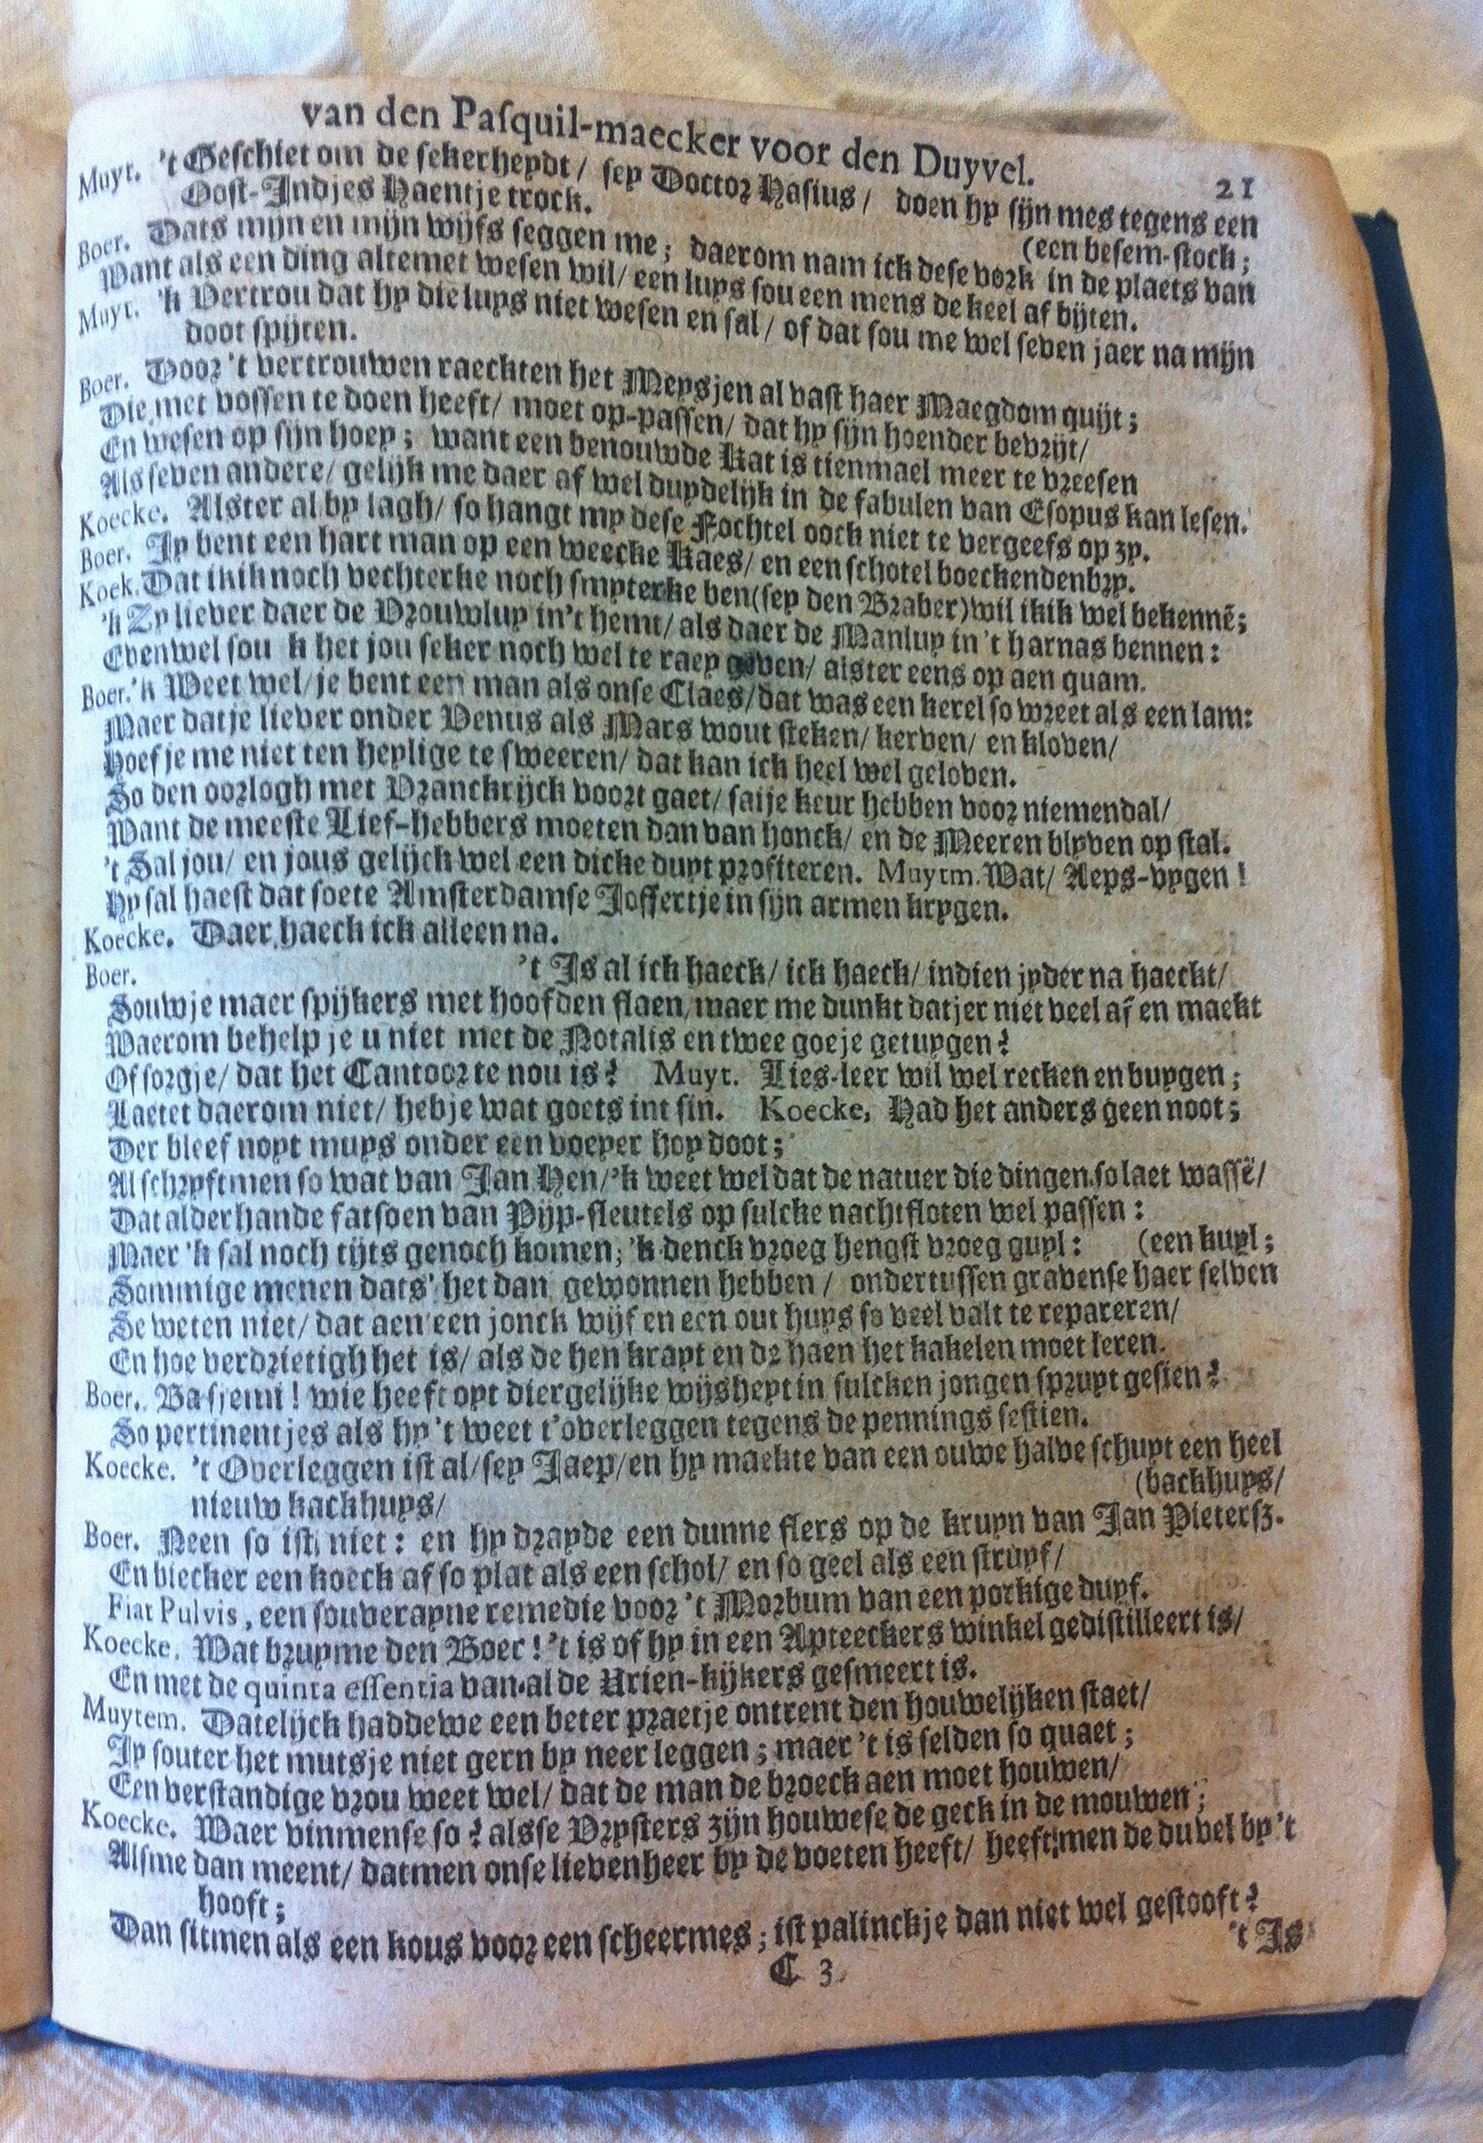 van den Pasquil-maecker voor den Duyvel. 21
Muyt. 't Geschiet om de sekerheydt/ sey Doctor Hasius/ doen hy sijn mes tegens een
Oost-Indjes Haentje trock. (een besem-stock;
Boer. Dats mijn en mijn wijfs seggen me; daerom nam ick dese vork in de plaets van
Want als een ding altemet wesen wil/ een luys sou een mens de keel af bijten.
Muyt. 'k Vertrou dat hy die luys niet wesen en sal/ of dat sou me wel seven jaer na mijn
doot spijten.
Boer. Door 't vertrouwen raeckten het Meysjen al vast haer Maegdom quijt;
Die met vossen te doen heeft/ moet op-passen/ dat hy sijn hoender bevrijt/
En wesen op sijn hoey; want een benouwde Kat is tienmael meer te vreesen
Als seven andere/ gelijk me daer af wel duydelijk in de fabulen van Esopus kan lesen.
Koecke. Alster al by lagh/ so hangt my dese Fochtel oock niet te vergeefs op zy.
Boer. Jy bent een hart man op een weecke Kaes/ en een schotel boeckendenbry.
Koek. Dat ikik noch vechterke noch smyterke ben (sey den Braber) wil ikik wel bekennē;
'k Zy liever daer de Vrouwluy in 't hemt/ als daer de Manluy in 't harnas bennen:
Evenwel sou k het jou seker noch wel te raey geven/ alster eens op aen quam.
Boer. 'k Weet wel/ je bent een man als onse Claes/ dat was een kerel so wreet als een lam:
Maer datje liever onder Venus als Mars wout steken/ kerven/ en kloven/
Hoef je me niet ten heylige te sweeren/ dat kan ick heel wel geloven.
So den oorlogh met Vranckrijck voort gaet/ saije keur hebben voor niemendal/
Want de meeste Lief-hebbers moeten dan van honck/ en de Meeren blyven op stal.
't Sal jou/ en jous gelijck wel een dicke duyt profiteren. Muytm. Wat/ Aeps-vygen!
Hy sal haest dat soete Amsterdamse Joffertje in sijn armen krygen.
Koecke. Daer haeck ick alleen na.
Boer. 't Is al ick haeck/ ick haeck/ indien jyder na haeckt/
Souwje maer spijkers met hoofden slaen/ maer me dunkt datjer niet veel af en maekt
Waerom behelp je u niet met de Notalis en twee goeje getuygen?
Of sorgje/ dat het Cantoor te nou is? Muyt. Lies-leer wil wel recken en buygen;
Laetet daerom niet/ hebje wat goets int sin. Koecke, Had het anders geen noot;
Der bleef noyt muys onder een voeyer hoy doot;
Al schryftmen so wat van Jan Hen/ 'k weet wel dat de natuer die dingen so laet wassē/
Dat alderhande fatsoen van Pijp-sleutels op sulcke nachtsloten wel passen:
Maer 'k sal noch tijts genoch komen; 'k denck vroeg hengst vroeg guyl: (een kuyl;
Sommige menen dats' het dan gewonnen hebben/ ondertussen gravense haer selven
Se weten niet/ dat aen een jonck wijf en een out huys so veel valt te repareren/
En hoe verdrietigh het is/ als de hen krayt en de haen het kakelen moet leren.
Boer. Basjemi! wie heeft oyt diergelijke wijsheyt in sulcken jongen spruyt gesien?
So pertinentjes als hy 't weet t'overleggen tegens de pennings sestien.
Koecke. 't Overleggen ist al/ sey Jaep/ en hy maekte van een ouwe halve schuyt een heel
nieuw kackhuys/ (backhuys/
Boer. Neen so ist niet: en hy drayde een dunne flers op de kruyn van Jan Pietersz.
En biecker een koeck af so plat als een schol/ en so geel als een struyf/
Fiat Pulvis, een souverayne remedie voor 't Morbum van een pockige duyf.
Koecke. Wat bruyme den Boer! 't is of hy in een Apteeckers winkel gedistilleert is/
En met de quinta essentia van al de Urien-kijkers gesmeert is.
Muytem. Datelijck haddewe een beter praetje ontrent den houwelijken staet/
Jy souter het mutsje niet gern by neer leggen; maer 't is selden so quaet;
Een verstandige vrou weet wel/ dat de man de broeck aen moet houwen/
Koecke. Waer vinmense so? alsse Vrysters zijn houwese de geck in de mouwen;
Alsme dan meent/ datmen onse lievenheer by de voeten heeft/ heeftmen de duvel by 't
hooft;
Dan sitmen als een kous voor een scheermes; ist palinckje dan niet wel gestooft?
C 3 't Is